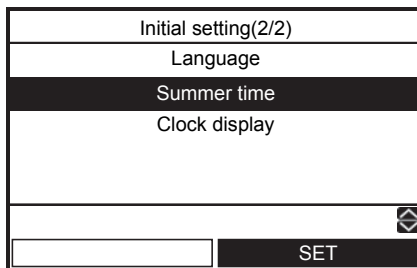 Initial setting(2/2)
Language
Summer time
Clock display
SET